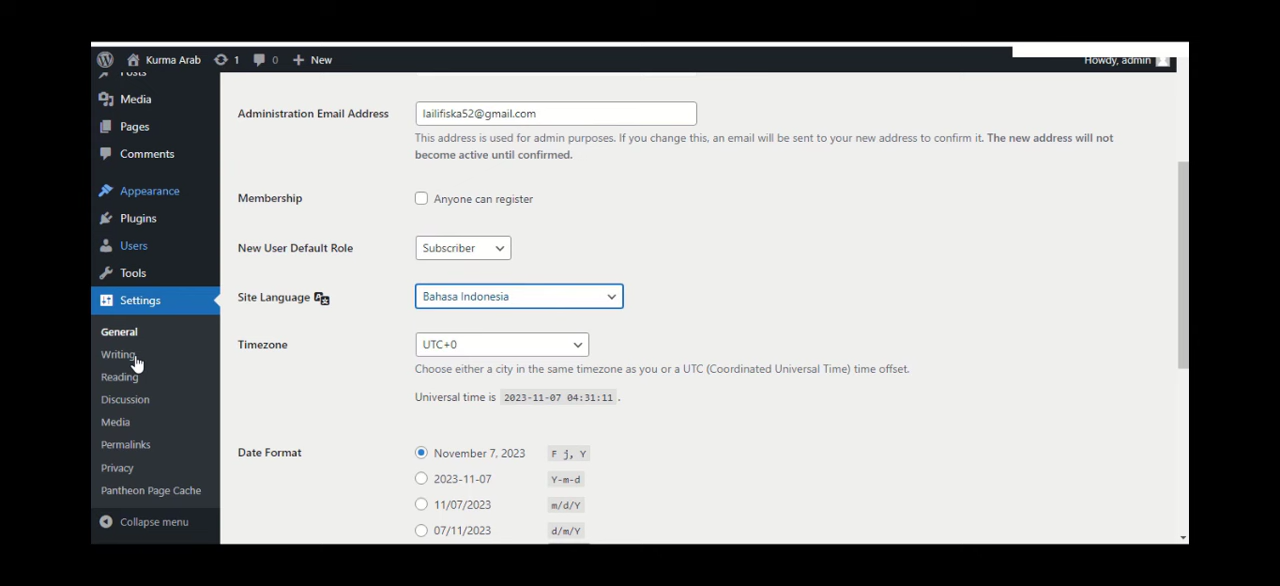 Kurma Arab 1 0 + New Howdy, admin
Posts
Media
Pages
Comments
Appearance
Plugins
Users
Tools
Settings
General
Writing
Reading
Discussion
Media
Permalinks
Privacy
Pantheon Page Cache
Collapse menu
Administration Email Address lailifiska52@gmail.com
This address is used for admin purposes. If you change this, an email will be sent to your new address to confirm it. The new address will not
become active until confirmed.
Membership Anyone can register
New User Default Role Subscriber
Site Language Bahasa Indonesia
Timezone UTC+0
Choose either a city in the same timezone as you or a UTC (Coordinated Universal Time) time offset.
Universal time is 2023-11-07 04:31:11 .
Date Format November 7, 2023 F j, Y
2023-11-07 Y-m-d
11/07/2023 m/d/Y
07/11/2023 d/m/Y